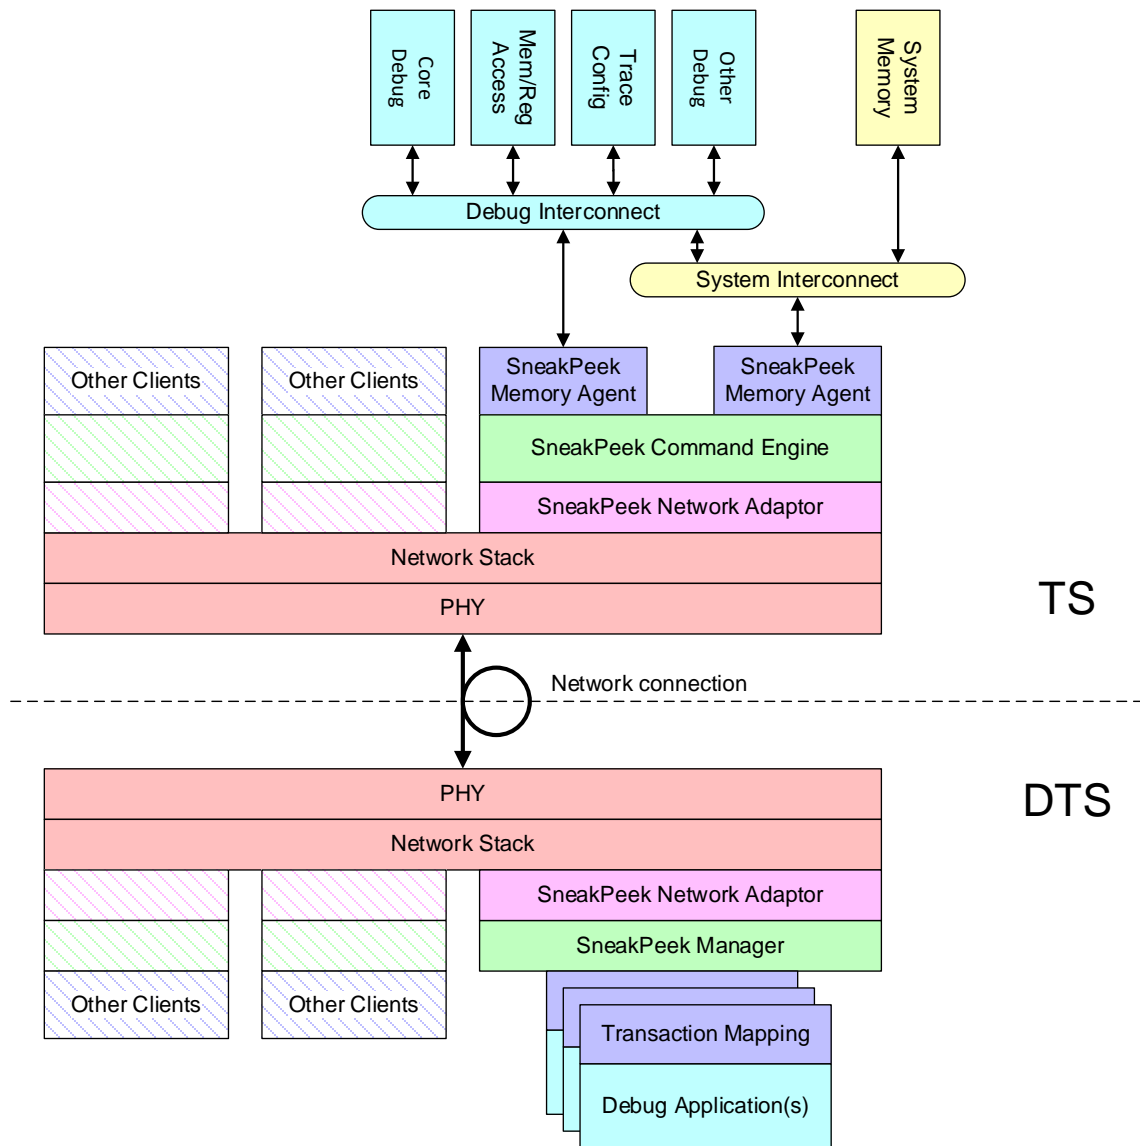 Core
Debug
Mem/Reg
Access
Trace
Config
Other
Debug
System
Memory
Debug Interconnect
System Interconnect
Other Clients
Other Clients
SneakPeek
Memory Agent
SneakPeek
Memory Agent
SneakPeek Command Engine
SneakPeek Network Adaptor
Network Stack
PHY
TS
Network connection
DTS
PHY
Network Stack
SneakPeek Network Adaptor
SneakPeek Manager
Other Clients
Other Clients
Transaction Mapping
Debug Application(s)